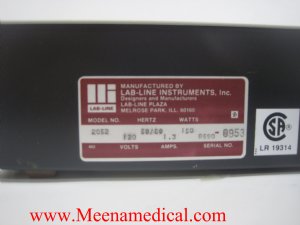 MANUFACTURED BY
LAB-LINE INSTRUMENTS, Inc.
Designers and Manufacturers
LAB-LINE PLAZA
MELROSE PARK, ILL. 60160
LAB-LINE
MODEL NO. HERTZ WATTS
2052 50/60 150
120 1.3 0953
VOLTS AMPS. SERIAL NO.
SA
LR 19314
www.Meenamedical.com